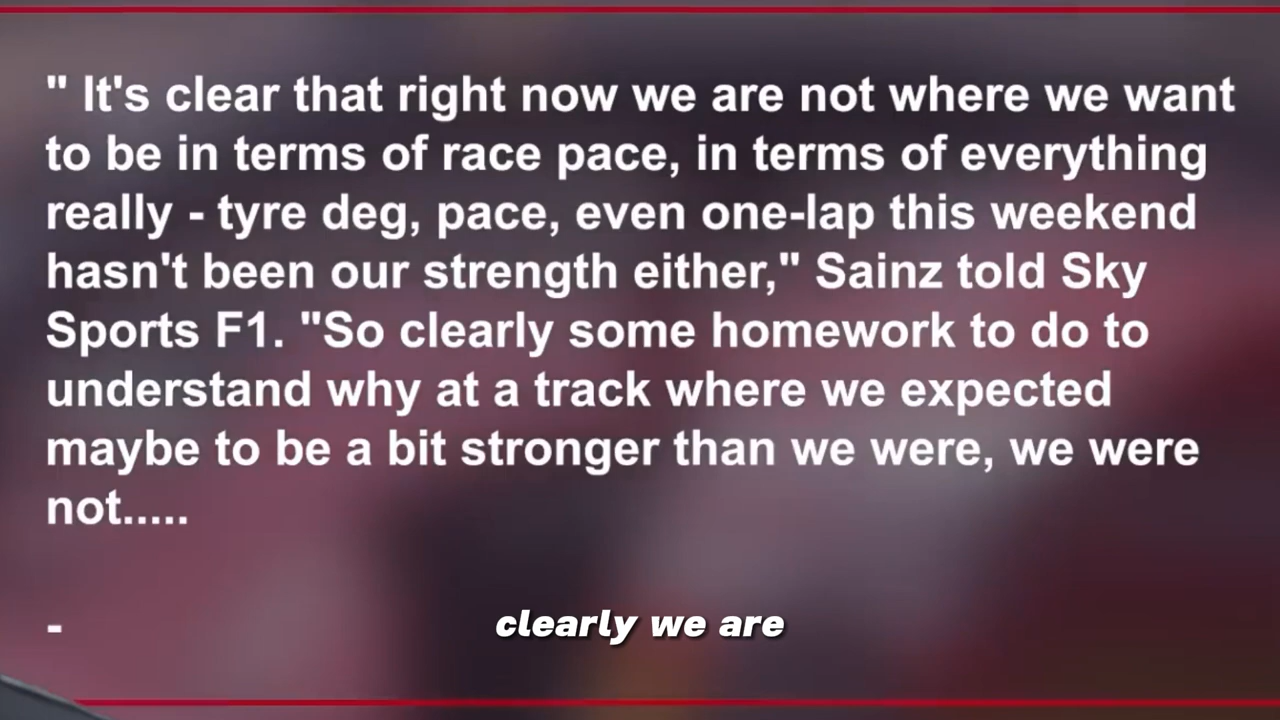 " It's clear that right now we are not where we want
to be in terms of race pace, in terms of everything
really - tyre deg, pace, even one-lap this weekend
hasn't been our strength either," Sainz told Sky
Sports F1. "So clearly some homework to do to
understand why at a track where we expected
maybe to be a bit stronger than we were, we were
not.....
-
clearly we are